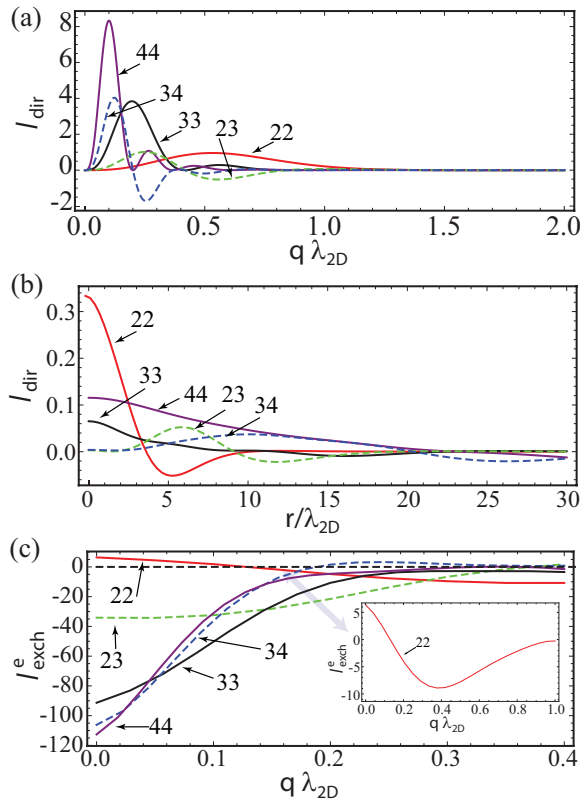 (a)
8
6
4
2
0
-2
I_dir
44
34
33
23
22
0.0 0.5 1.0 1.5 2.0
q λ_2D
(b)
0.3
0.2
0.1
0.0
I_dir
22
33
44
23
34
0 5 10 15 20 25 30
r/λ_2D
(c)
0
-20
-40
-60
-80
-100
-120
I^e_exch
22
23
44
34
33
0.0 0.1 0.2 0.3 0.4
q λ_2D
5
0
-5
-10
I^e_exch
22
0.0 0.2 0.4 0.6 0.8 1.0
q λ_2D